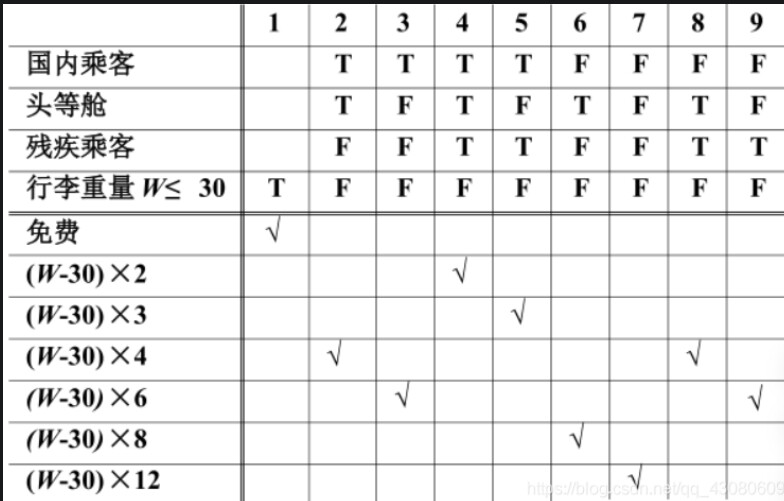 1 2 3 4 5 6 7 8 9
国内乘客 T T T T F F F F
头等舱 T F T F T F T F
残疾乘客 F F T T F F T T
行李重量 W≤ 30 T F F F F F F F F
免费 √
(W-30)×2 √
(W-30)×3 √
(W-30)×4 √ √
(W-30)×6 √ √
(W-30)×8 √
(W-30)×12 √
https://blog.csdn.net/qq_43080609